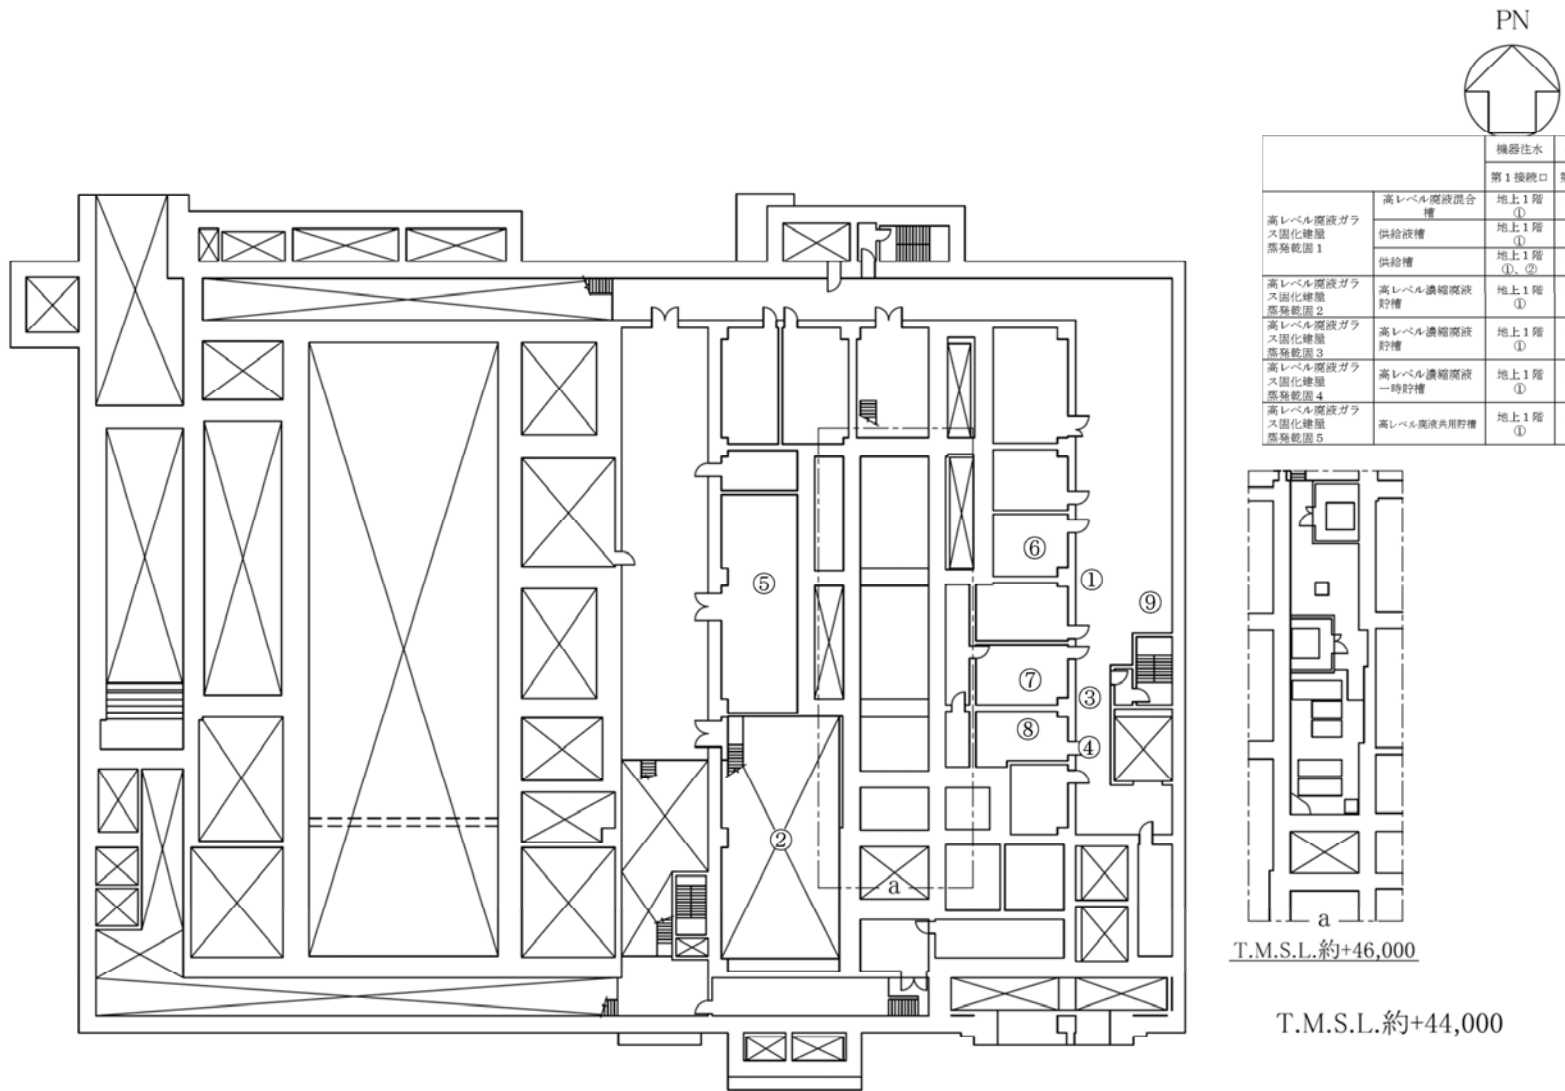 PN
機器注水
第1接続口
高レベル廃液ガラ
ス固化建屋
蒸発乾固1
高レベル廃液混合
槽
地上1階
①
供給液槽
地上1階
①
供給槽
地上1階
①、②
高レベル廃液ガラ
ス固化建屋
蒸発乾固2
高レベル濃縮廃液
貯槽
地上1階
①
高レベル廃液ガラ
ス固化建屋
蒸発乾固3
高レベル濃縮廃液
貯槽
地上1階
①
高レベル廃液ガラ
ス固化建屋
蒸発乾固4
高レベル濃縮廃液
一時貯槽
地上1階
①
高レベル廃液ガラ
ス固化建屋
蒸発乾固5
高レベル廃液共用貯槽
地上1階
①
⑥
⑤
①
⑨
⑦
③
⑧
④
②
a
a
T.M.S.L.約+46,000
T.M.S.L.約+44,000